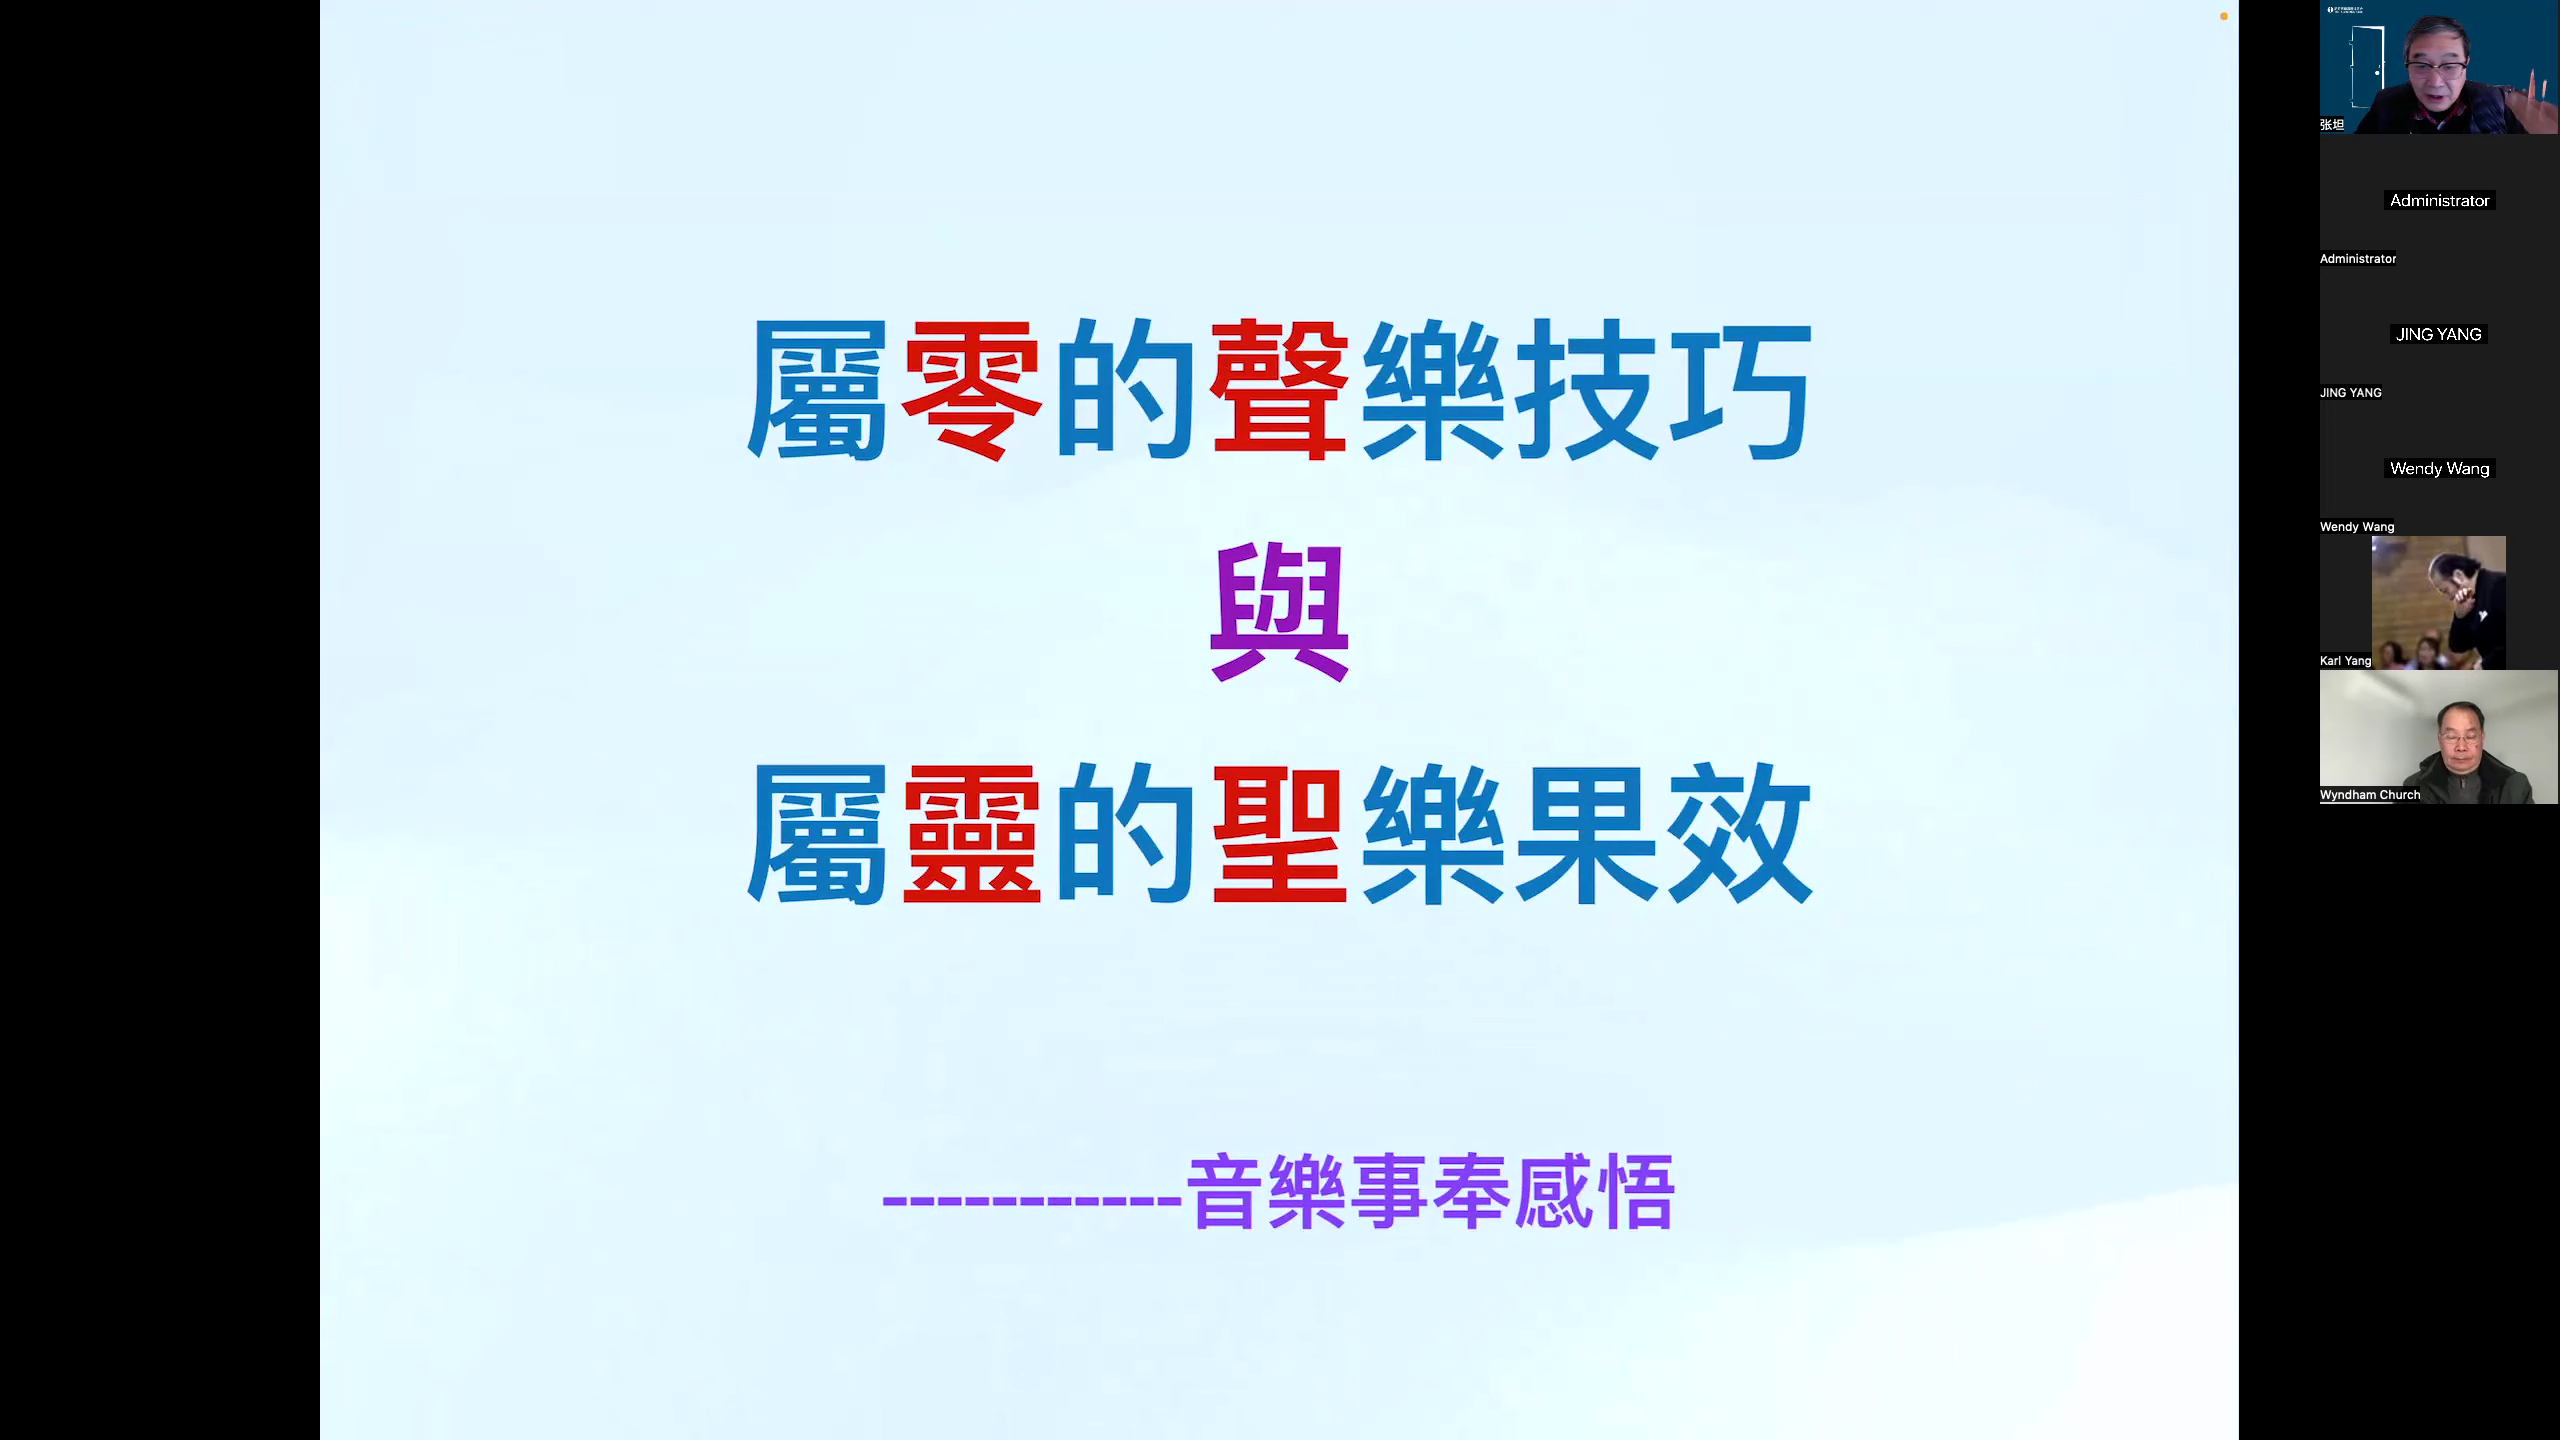 屬零的聲樂技巧
與
屬靈的聖樂果效
-----------音樂事奉感悟
张坦
Administrator
Administrator
JING YANG
JING YANG
Wendy Wang
Wendy Wang
Karl Yang
Wyndham Church